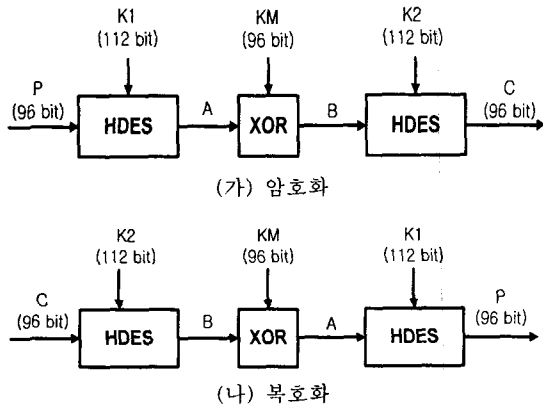 K1 KM K2
(112 bit) (96 bit) (112 bit)
P A B C
(96 bit) HDES XOR HDES (96 bit)
(가) 암호화
K2 KM K1
(112 bit) (96 bit) (112 bit)
C B A P
(96 bit) HDES XOR HDES (96 bit)
(나) 복호화